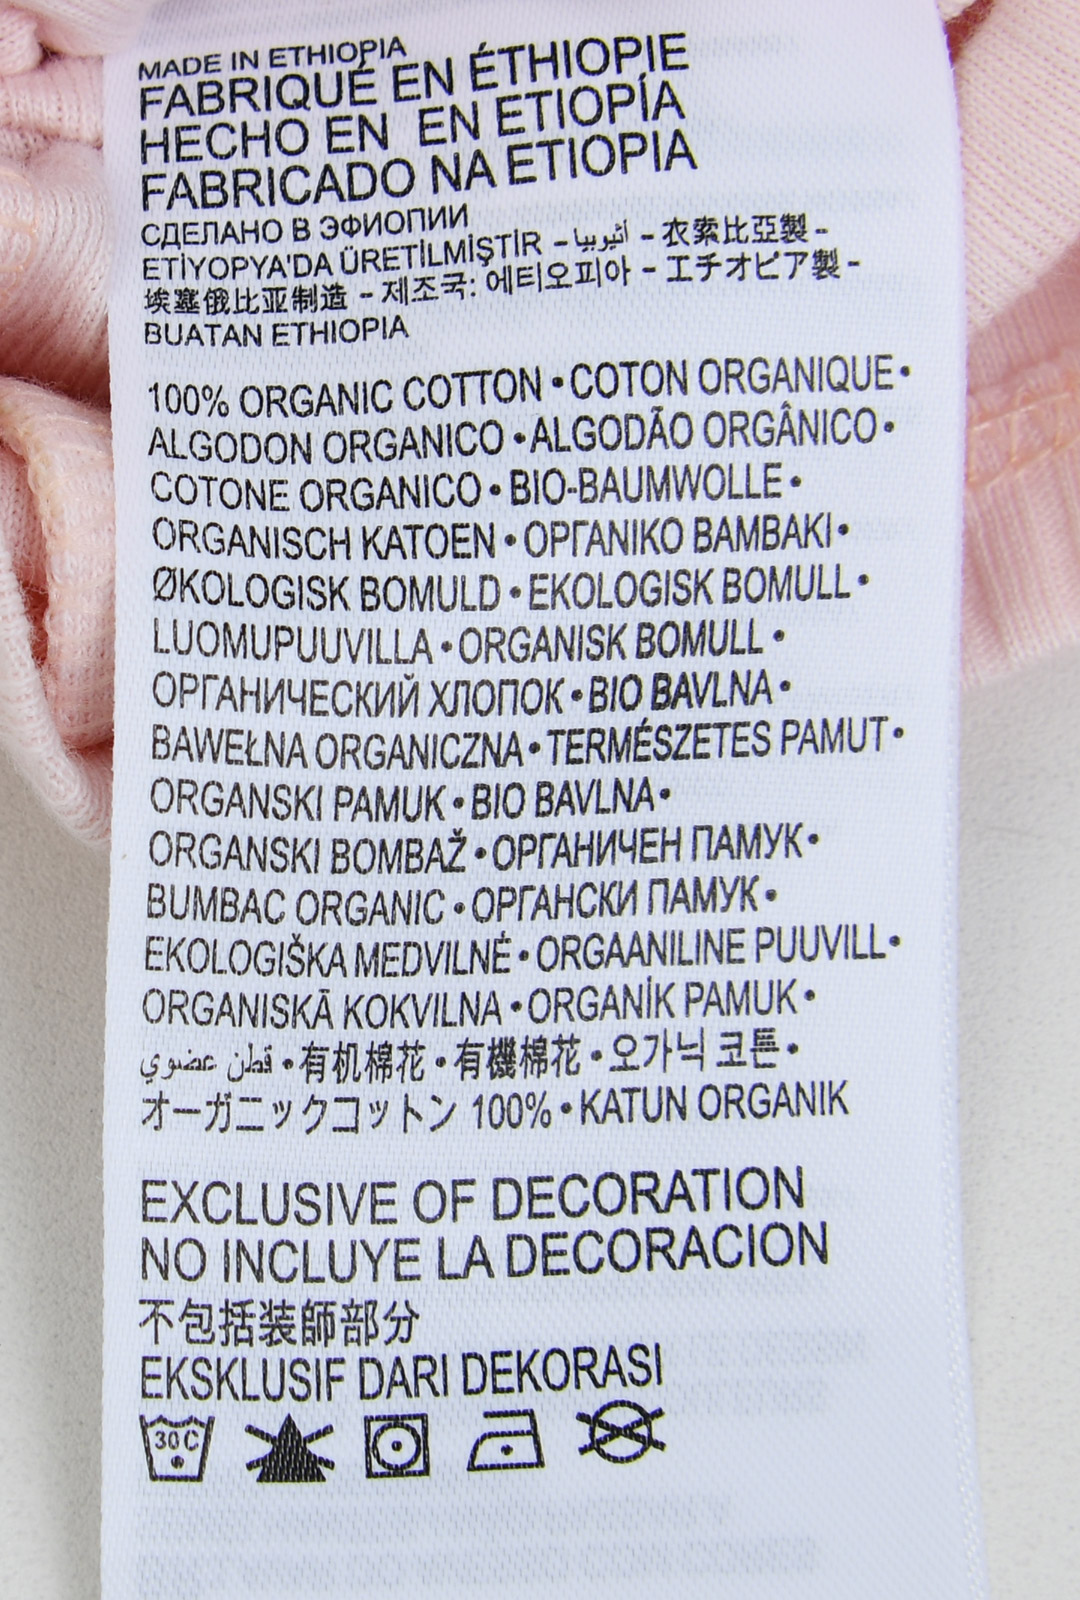 MADE IN ETHIOPIA
FABRIQUÉ EN ÉTHIOPIE
HECHO EN EN ETIOPÍA
FABRICADO NA ETIOPIA
СДЕЛАНО В ЭФИОПИИ
ETİYOPYA'DA ÜRETİLMİŞTİR - أثيوبيا - 衣索比亞製 -
埃塞俄比亚制造 - 제조국: 에티오피아 - エチオピア製 -
BUATAN ETHIOPIA
100% ORGANIC COTTON • COTON ORGANIQUE •
ALGODON ORGANICO • ALGODÃO ORGÂNICO •
COTONE ORGANICO • BIO-BAUMWOLLE •
ORGANISCH KATOEN • ΟΡΓΑΝΙΚΟ ΒΑΜΒΑΚΙ •
ØKOLOGISK BOMULD • EKOLOGISK BOMULL •
LUOMUPUUVILLA • ORGANISK BOMULL •
ОРГАНИЧЕСКИЙ ХЛОПОК • BIO BAVLNA •
BAWEŁNA ORGANICZNA • TERMÉSZETES PAMUT •
ORGANSKI PAMUK • BIO BAVLNA •
ORGANSKI BOMBAŽ • ОРГАНИЧЕН ПАМУК •
BUMBAC ORGANIC • ОРГАНСКИ ПАМУК •
EKOLOGIŠKA MEDVILNĖ • ORGAANILINE PUUVILL •
ORGANISKĀ KOKVILNA • ORGANİK PAMUK •
قطن عضوي • 有机棉花 • 有機棉花 • 오가닉 코튼 •
オーガニックコットン 100% • KATUN ORGANIK
EXCLUSIVE OF DECORATION
NO INCLUYE LA DECORACION
不包括装師部分
EKSKLUSIF DARI DEKORASI
30 C